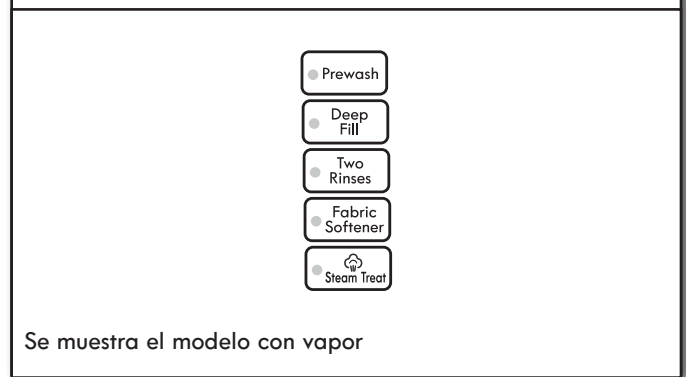 Prewash
Deep
Fill
Two
Rinses
Fabric
Softener
Steam Treat
Se muestra el modelo con vapor